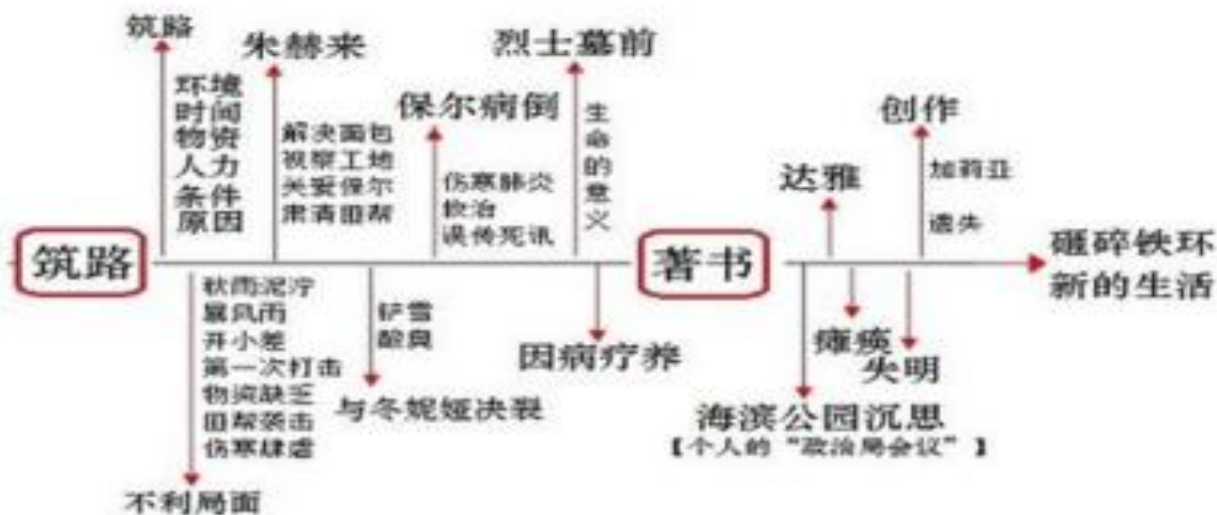 筑路
环境
时间
物资
人力
条件
原因
朱赫来
解决面包
视察工地
关爱保尔
肃清匪帮
保尔病倒
伤寒肺炎
救治
误传死讯
烈士墓前
生命的意义
创作
加莉亚
遗失
达雅
筑路
著书
砸碎铁环
新的生活
秋雨泥泞
暴风雨
开小差
第一次打击
物资缺乏
匪帮袭击
伤寒肆虐
不利局面
铲雪
酸臭
与冬妮娅决裂
因病疗养
瘫痪
失明
海滨公园沉思
【个人的“政治局会议”】